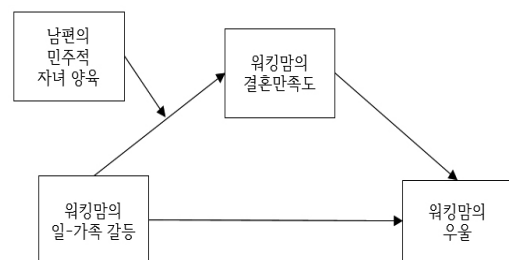 남편의
민주적
자녀 양육
워킹맘의
결혼만족도
워킹맘의
일-가족 갈등
워킹맘의
우울